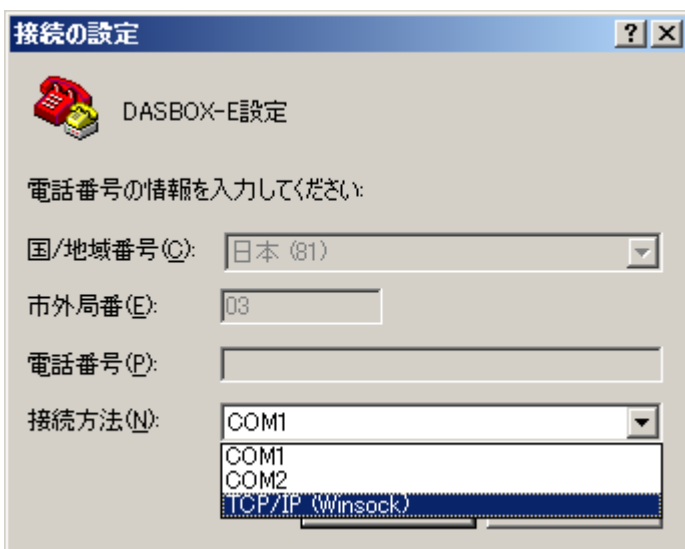 接続の設定
DASBOX-E設定
電話番号の情報を入力してください:
国/地域番号(C): 日本 (81)
市外局番(E): 03
電話番号(P):
接続方法(N): COM1
COM1
COM2
TCP/IP (Winsock)